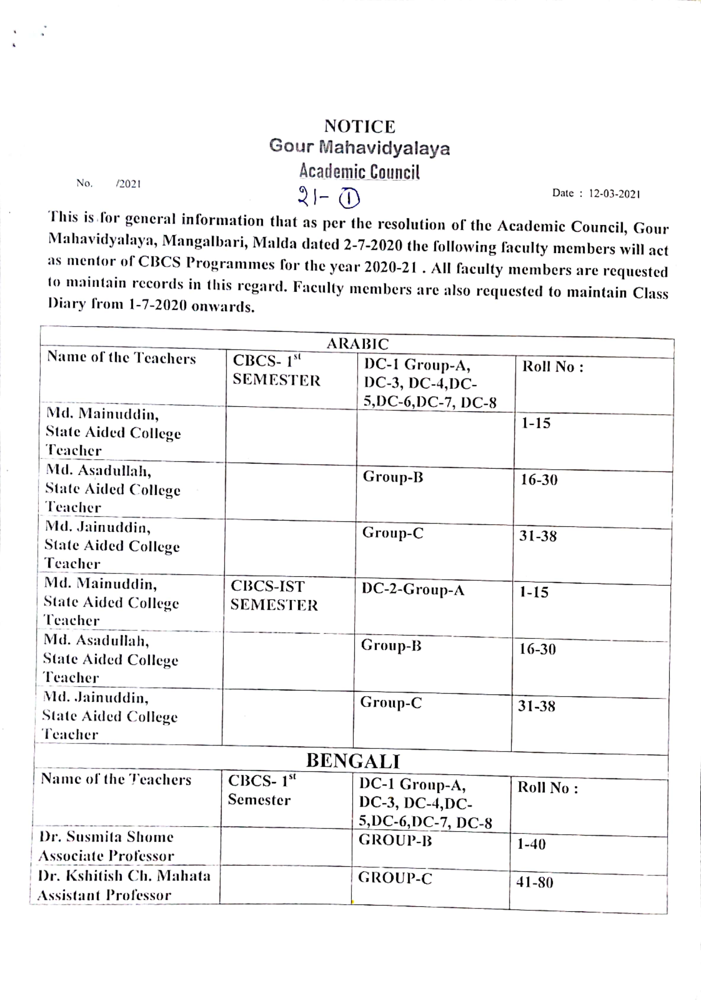 NOTICE
Gour Mahavidyalaya
Academic Council
No. /2021
21- ①
Date : 12-03-2021
This is for general information that as per the resolution of the Academic Council, Gour
Mahavidyalaya, Mangalbari, Malda dated 2-7-2020 the following faculty members will act
as mentor of CBCS Programmes for the year 2020-21 . All faculty members are requested
to maintain records in this regard. Faculty members are also requested to maintain Class
Diary from 1-7-2020 onwards.
ARABIC
Name of the Teachers
CBCS- 1st
SEMESTER
DC-1 Group-A,
DC-3, DC-4,DC-
5,DC-6,DC-7, DC-8
Roll No :
Md. Mainuddin,
State Aided College
Teacher
1-15
Md. Asadullah,
State Aided College
Teacher
Group-B
16-30
Md. Jainuddin,
State Aided College
Teacher
Group-C
31-38
Md. Mainuddin,
State Aided College
Teacher
CBCS-IST
SEMESTER
DC-2-Group-A
1-15
Md. Asadullah,
State Aided College
Teacher
Group-B
16-30
Md. Jainuddin,
State Aided College
Teacher
Group-C
31-38
BENGALI
Name of the Teachers
CBCS- 1st
Semester
DC-1 Group-A,
DC-3, DC-4,DC-
5,DC-6,DC-7, DC-8
Roll No :
Dr. Susmita Shome
Associate Professor
GROUP-B
1-40
Dr. Kshitish Ch. Mahata
Assistant Professor
GROUP-C
41-80